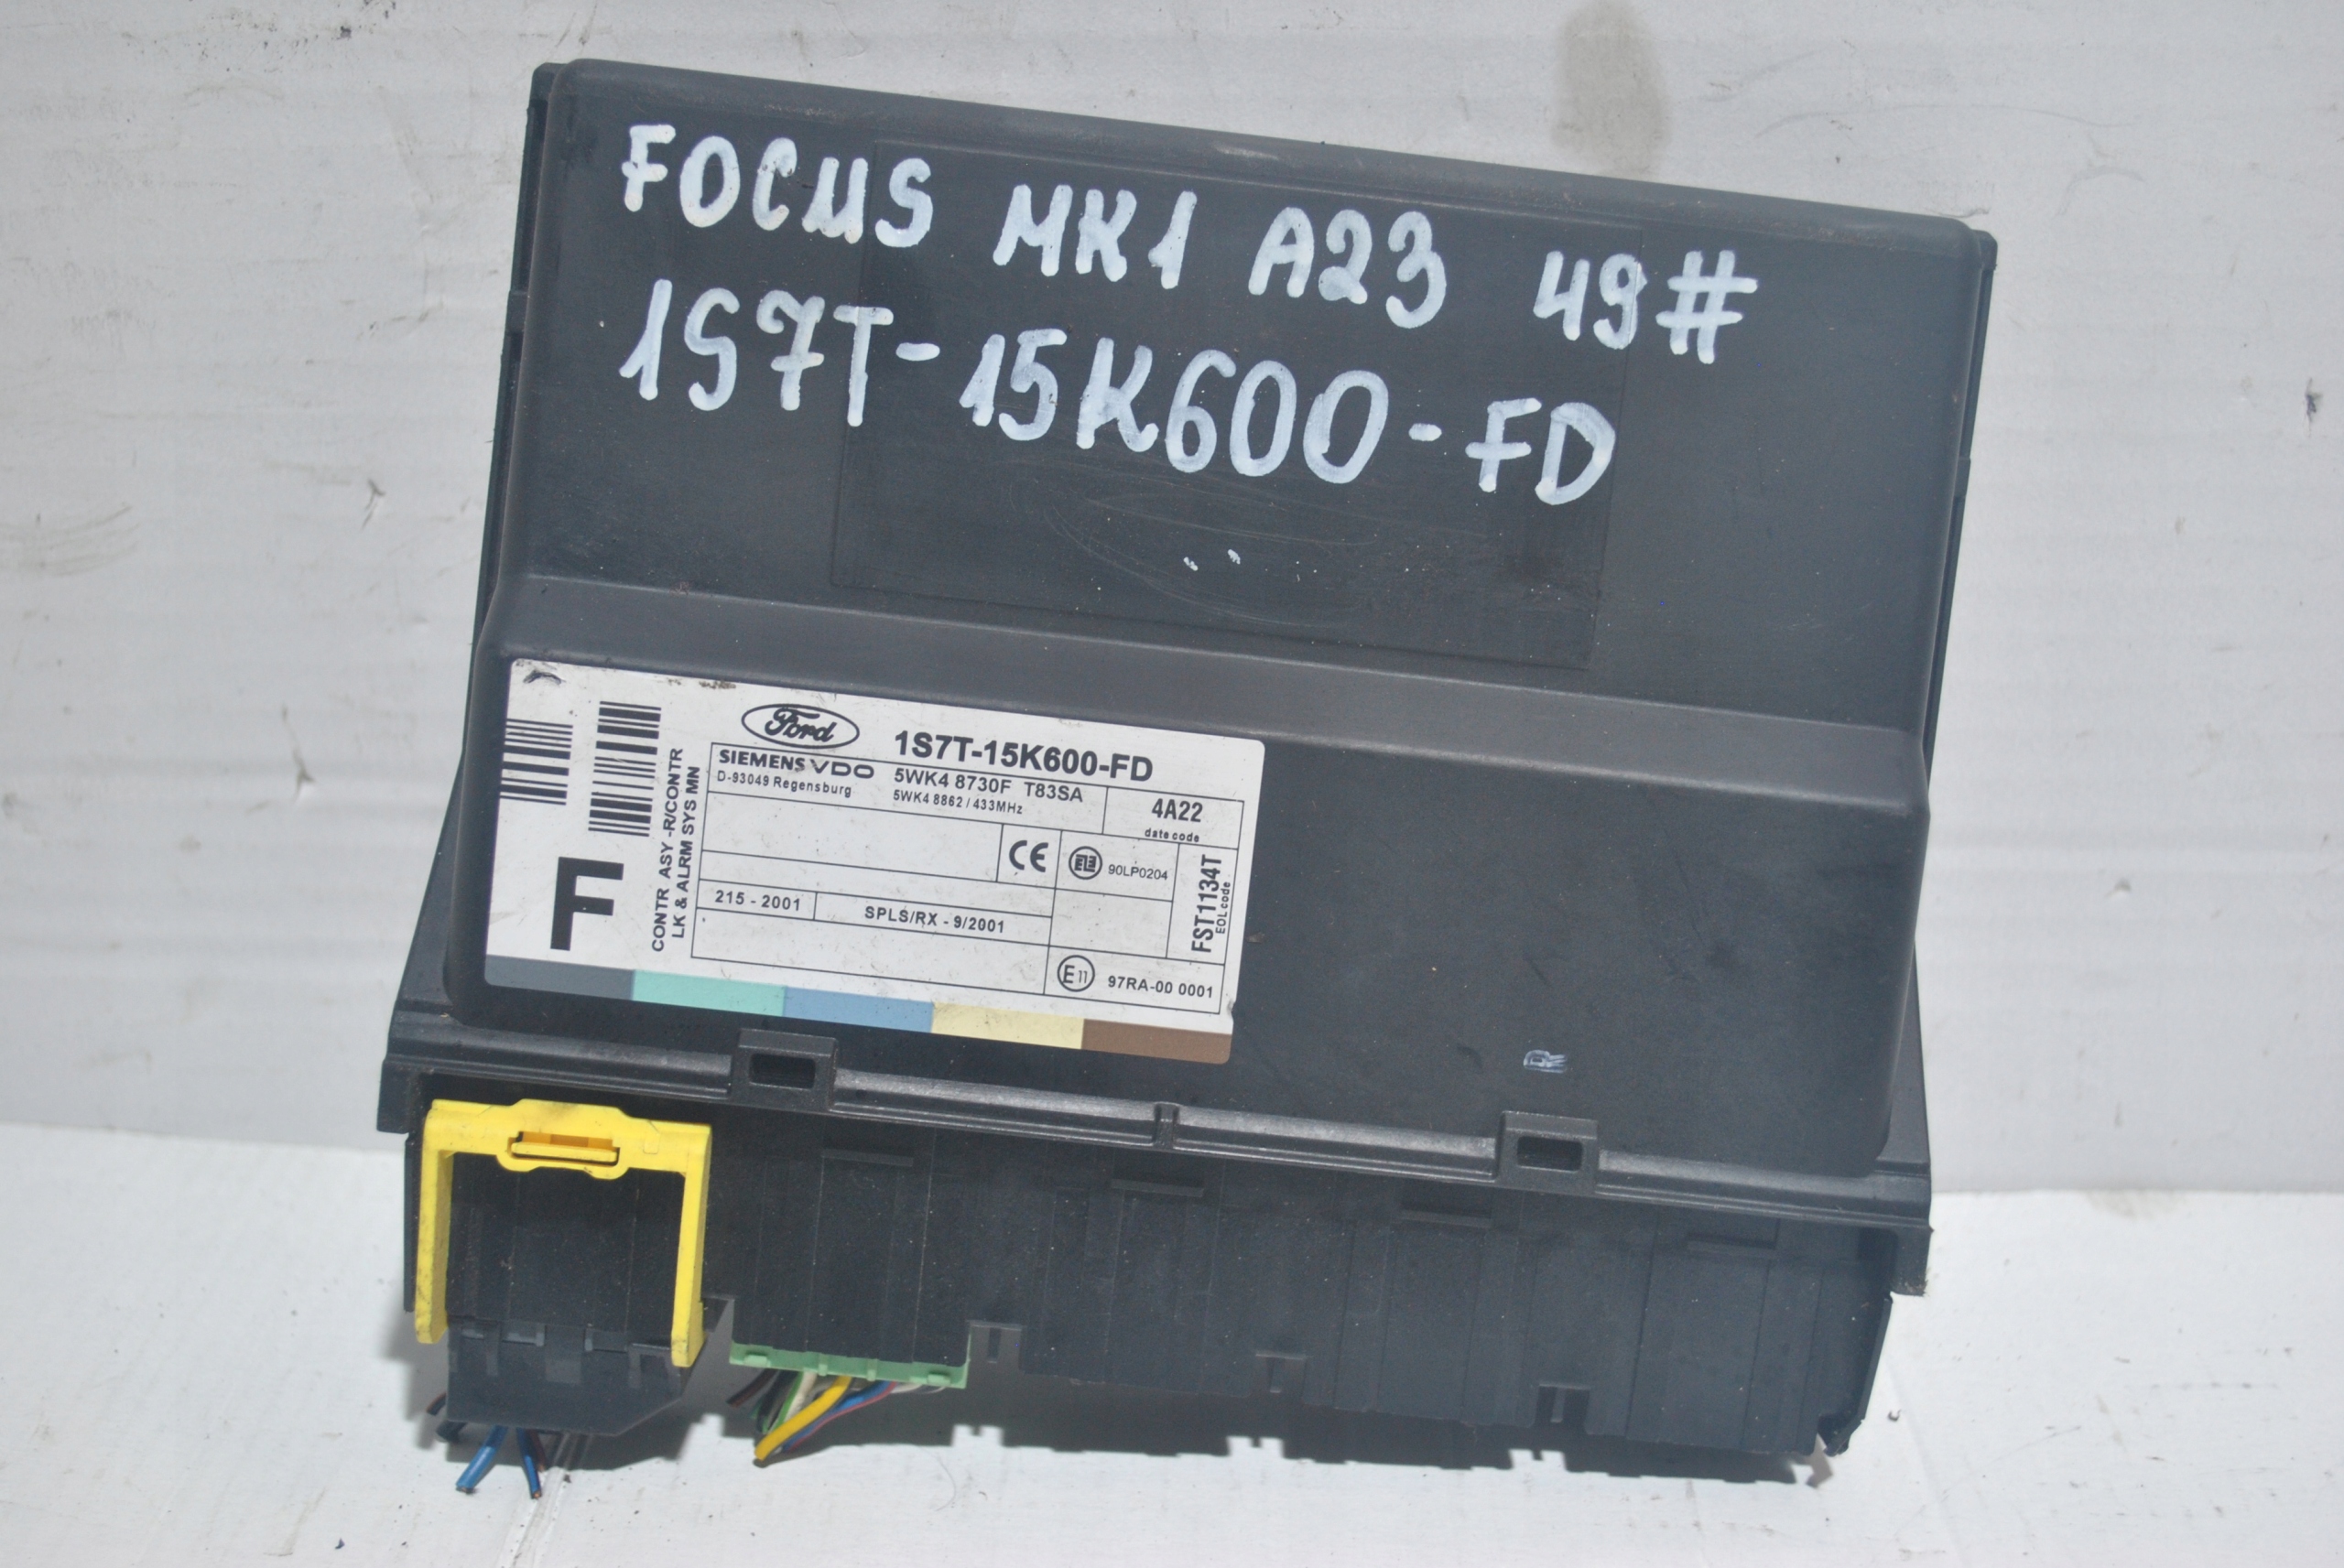 FOCUS MK1 A23 49#
1S7T-15K600-FD
Ford
1S7T-15K600-FD
SIEMENS VDO
D-93049 Regensburg
5WK4 8730F T83SA
5WK4 8862 / 433MHz
4A22
date code
CONTR ASY -R/CONTR
LK & ALRM SYS MN
F
CE
90LP0204
FST1134T
EOL code
215 - 2001
SPLS/RX - 9/2001
E11
97RA-00 0001